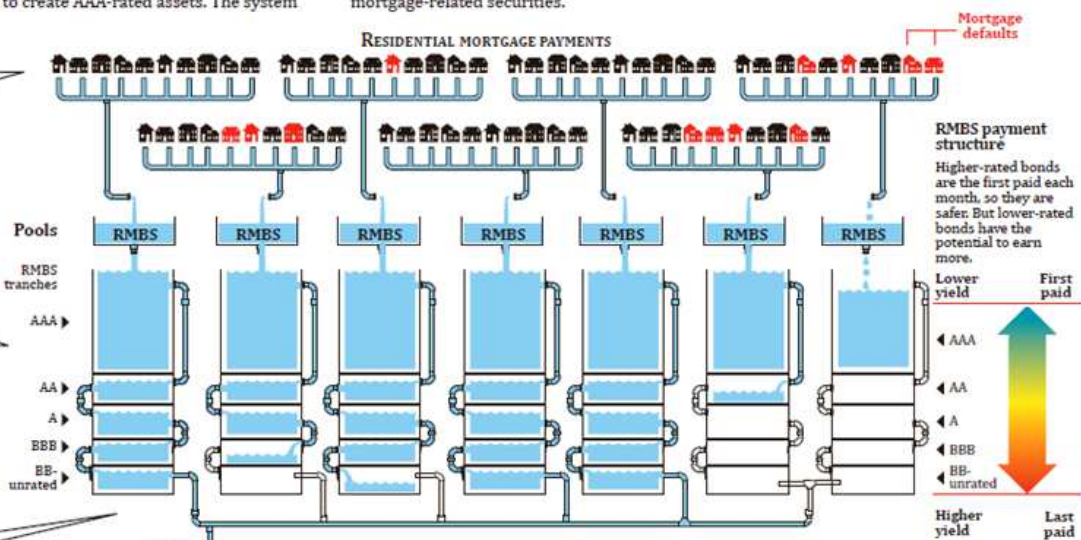 to create AAA-rated assets. The system
mortgage-related securities.
RESIDENTIAL MORTGAGE PAYMENTS
Mortgage
defaults
RMBS payment
structure
Higher-rated bonds
are the first paid each
month, so they are
safer. But lower-rated
bonds have the
potential to earn
more.
Pools
RMBS
RMBS
RMBS
RMBS
RMBS
RMBS
RMBS
RMBS
tranches
Lower
yield
First
paid
AAA
AA
A
BBB
BB-
unrated
AAA
AA
A
BBB
BB-
unrated
Higher
yield
Last
paid